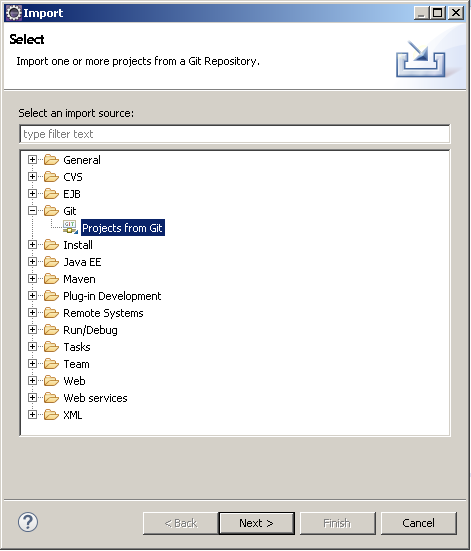 Import
Select
Import one or more projects from a Git Repository.
Select an import source:
type filter text
General
CVS
EJB
Git
GIT
Projects from Git
Install
Java EE
Maven
Plug-in Development
Remote Systems
Run/Debug
Tasks
Team
Web
Web services
XML
?
< Back
Next >
Finish
Cancel